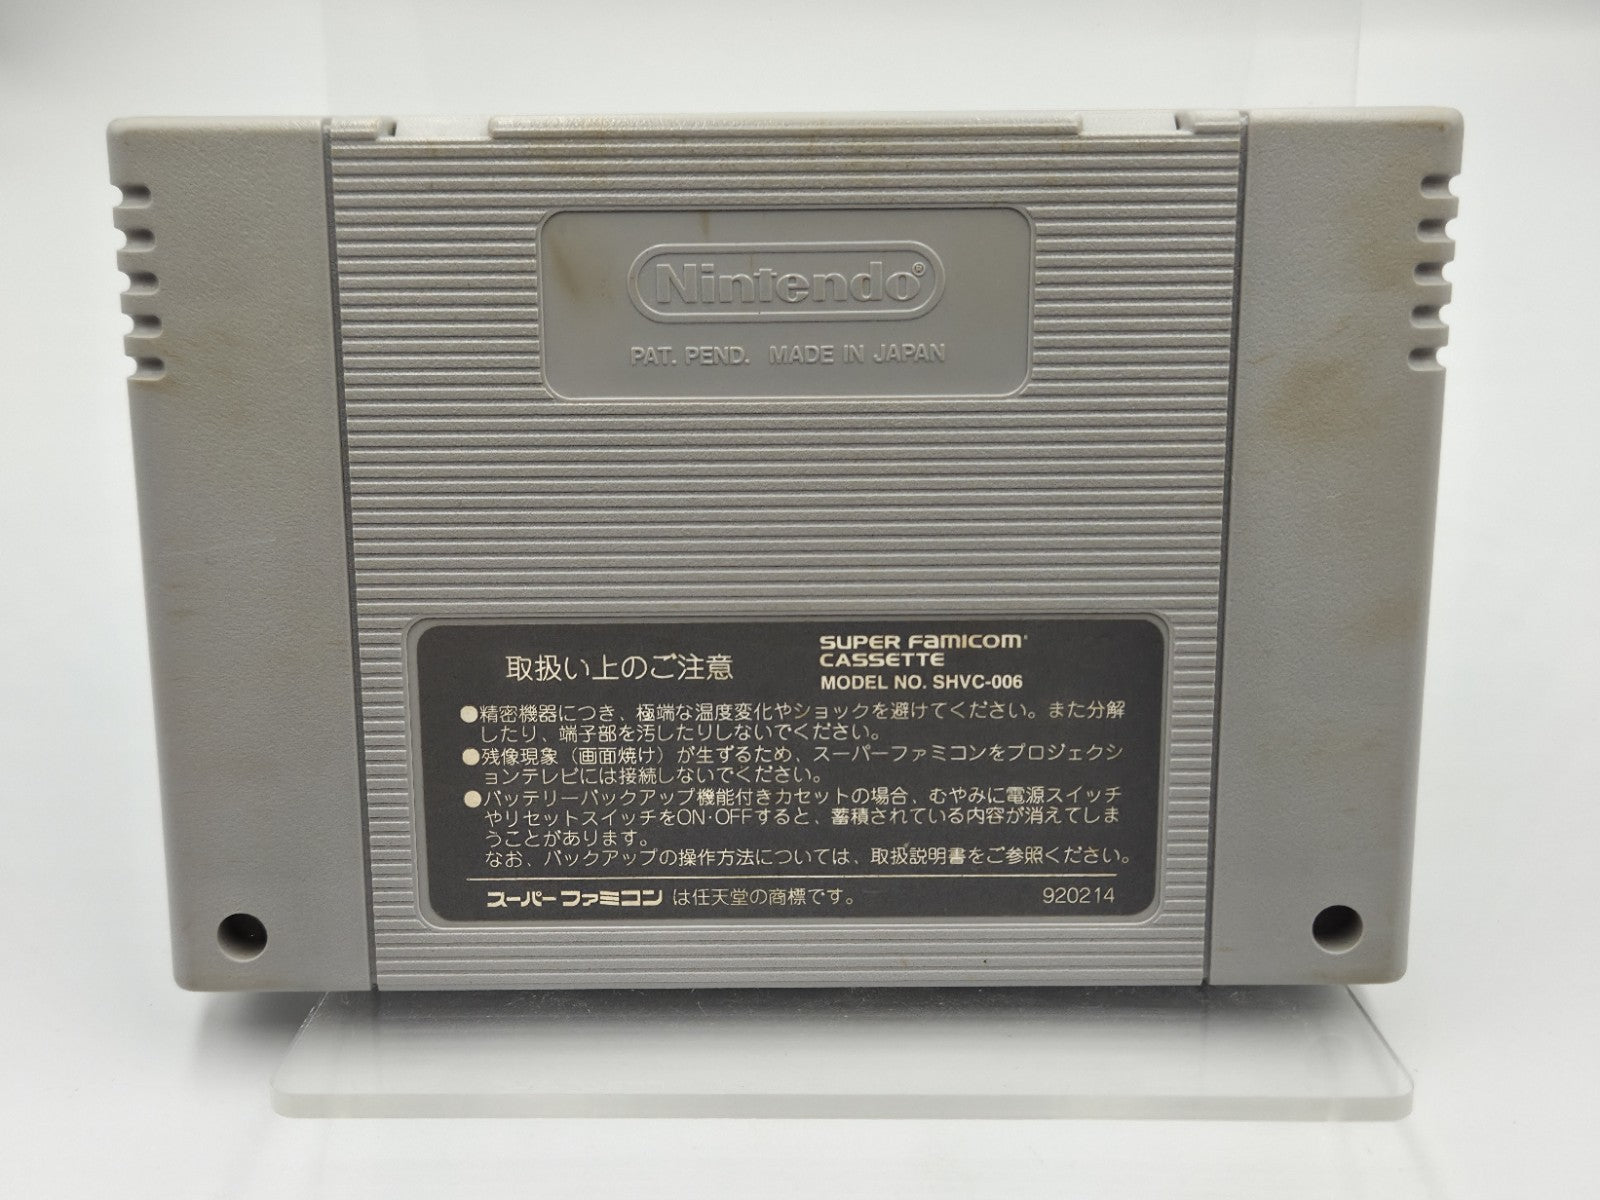 Nintendo®
PAT. PEND. MADE IN JAPAN
取扱い上のご注意
SUPER FAMICOM
CASSETTE
MODEL NO. SHVC-006
●精密機器につき、極端な温度変化やショックを避けてください。また分解
したり、端子部を汚したりしないでください。
●残像現象（画面焼け）が生ずるため、スーパーファミコンをプロジェクシ
ョンテレビには接続しないでください。
●バッテリーバックアップ機能付きカセットの場合、むやみに電源スイッチ
やリセットスイッチをON·OFFすると、蓄積されている内容が消えてしま
うことがあります。
なお、バックアップの操作方法については、取扱説明書をご参照ください。
スーパーファミコン は任天堂の商標です。 920214